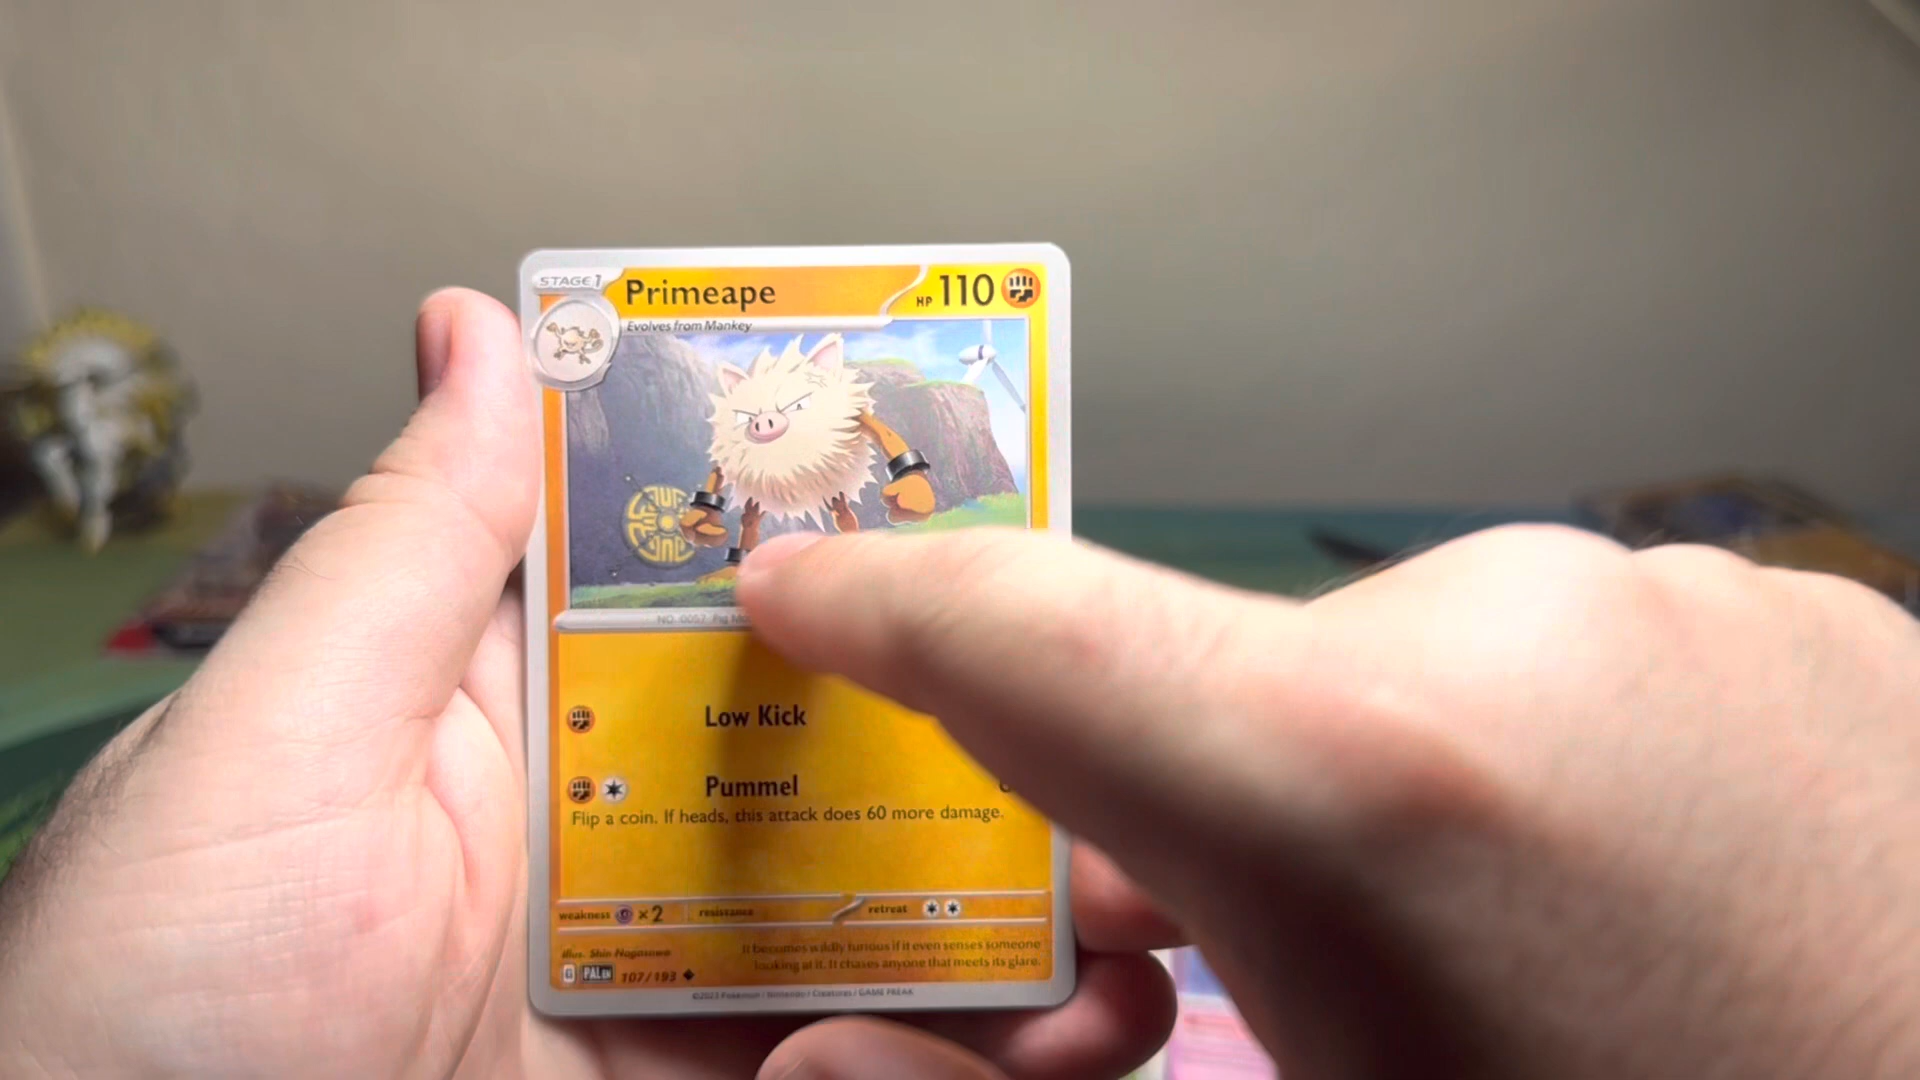 STAGE 1
Primeape
HP 110
Evolves from Mankey
NO. 0057 Pig
Low Kick
Pummel
Flip a coin. If heads, this attack does 60 more damage.
weakness ×2 resistance retreat
Illus. Shin Nagasawa
It becomes wildly furious if it even senses someone
looking at it. It chases anyone that meets its glare.
G PAL EN 107/193
©2023 Pokémon / Nintendo / Creatures / GAME FREAK